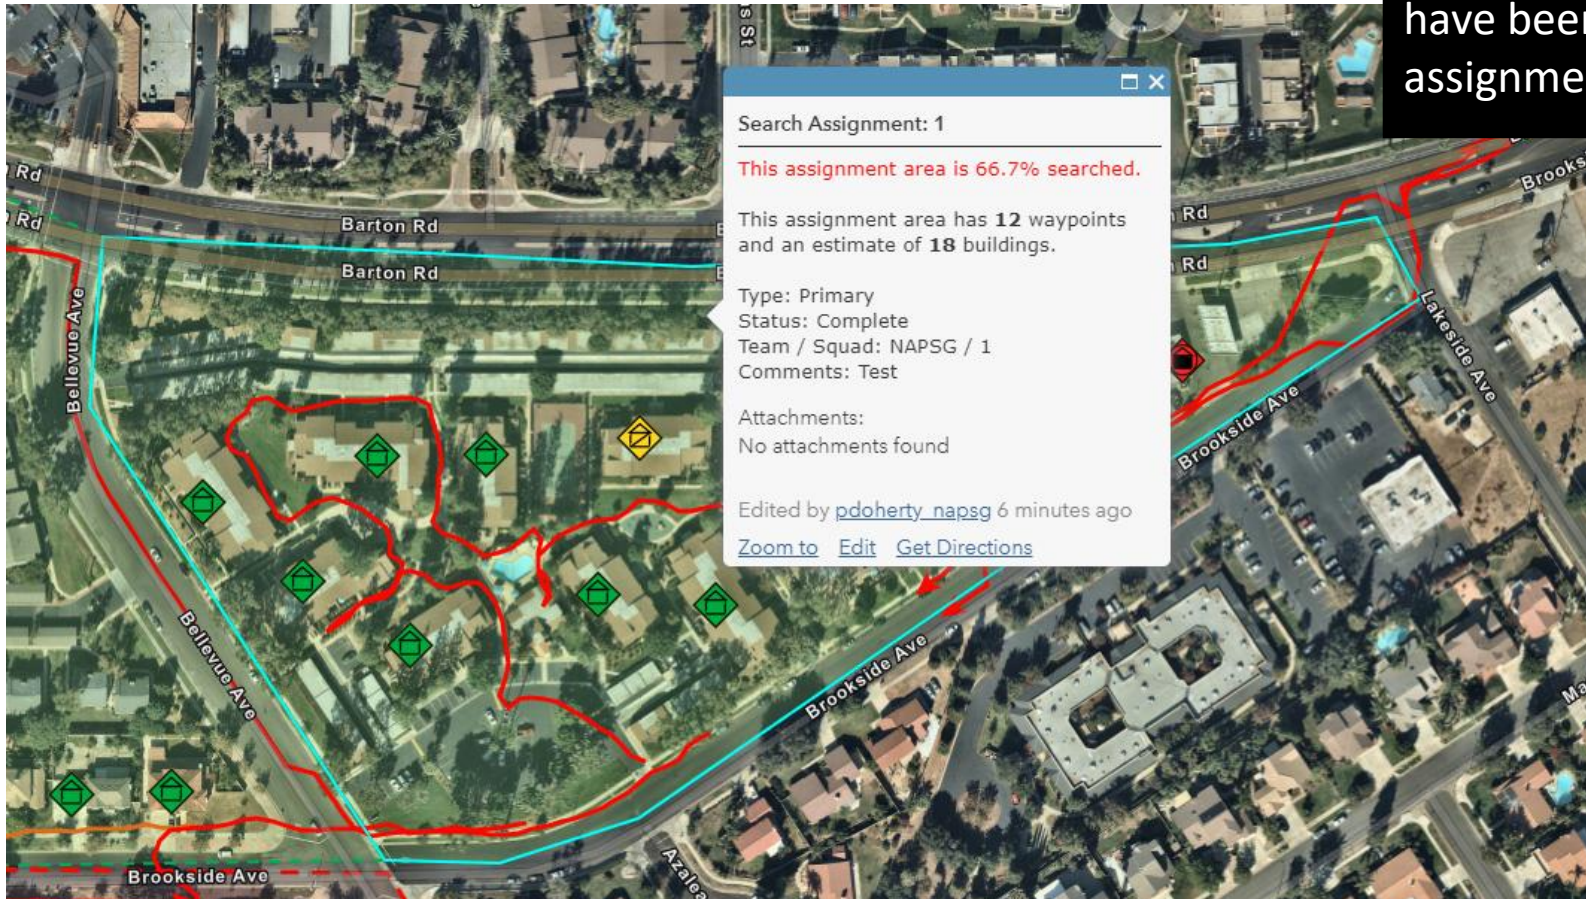 have been
assignme
s St
Search Assignment: 1
This assignment area is 66.7% searched.
This assignment area has 12 waypoints
and an estimate of 18 buildings.
Type: Primary
Status: Complete
Team / Squad: NAPSG / 1
Comments: Test
Attachments:
No attachments found
Edited by pdoherty_napsg 6 minutes ago
Zoom to Edit Get Directions
Rd
Rd
Barton Rd
Barton Rd
Rd
Rd
Brooks
Bellevue Ave
Lakeside Ave
Brookside Ave
Bellevue Ave
Brookside Ave
Ma
Brookside Ave
Azalea